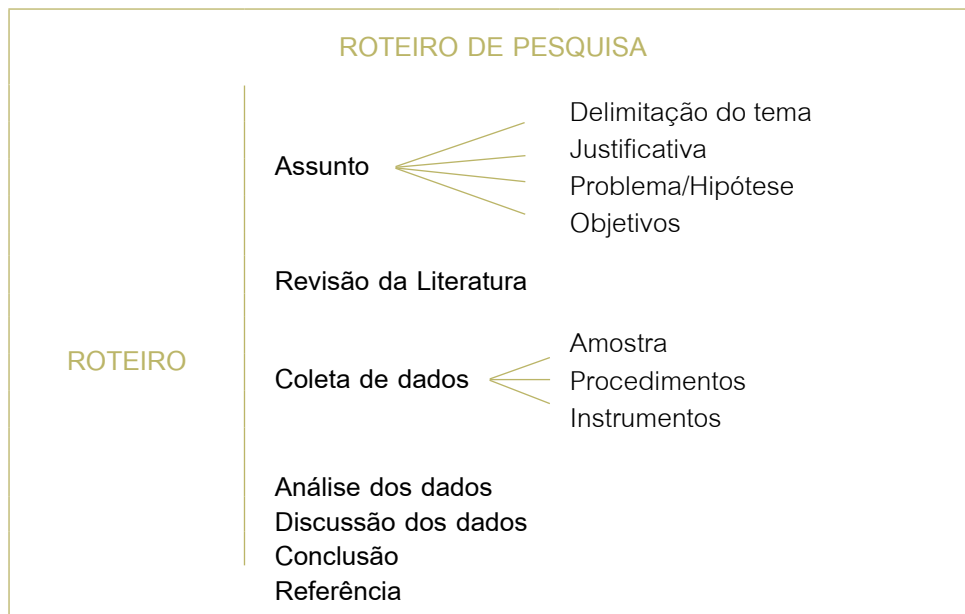 ROTEIRO DE PESQUISA
ROTEIRO
Assunto
Delimitação do tema
Justificativa
Problema/Hipótese
Objetivos
Revisão da Literatura
Coleta de dados
Amostra
Procedimentos
Instrumentos
Análise dos dados
Discussão dos dados
Conclusão
Referência